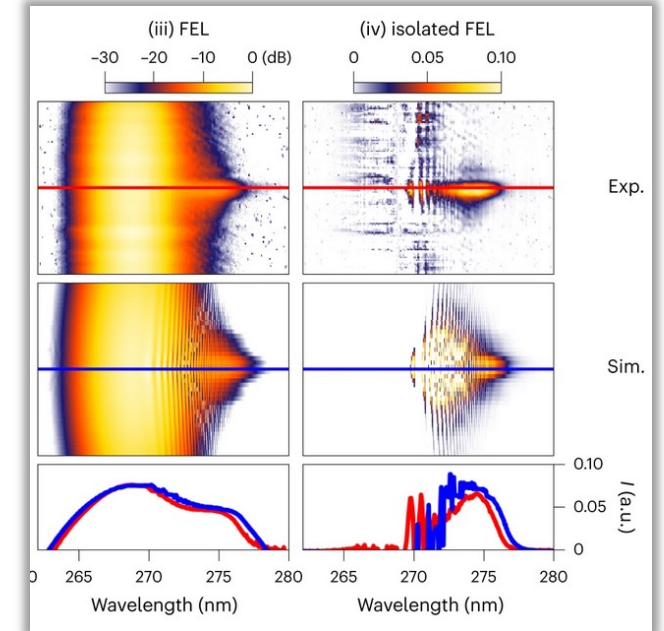 (iii) FEL
(iv) isolated FEL
−30 −20 −10 0 (dB)
0 0.05 0.10
Exp.
Sim.
0.10
0.05
0
I (a.u.)
0 265 270 275 280
265 270 275 280
Wavelength (nm)
Wavelength (nm)